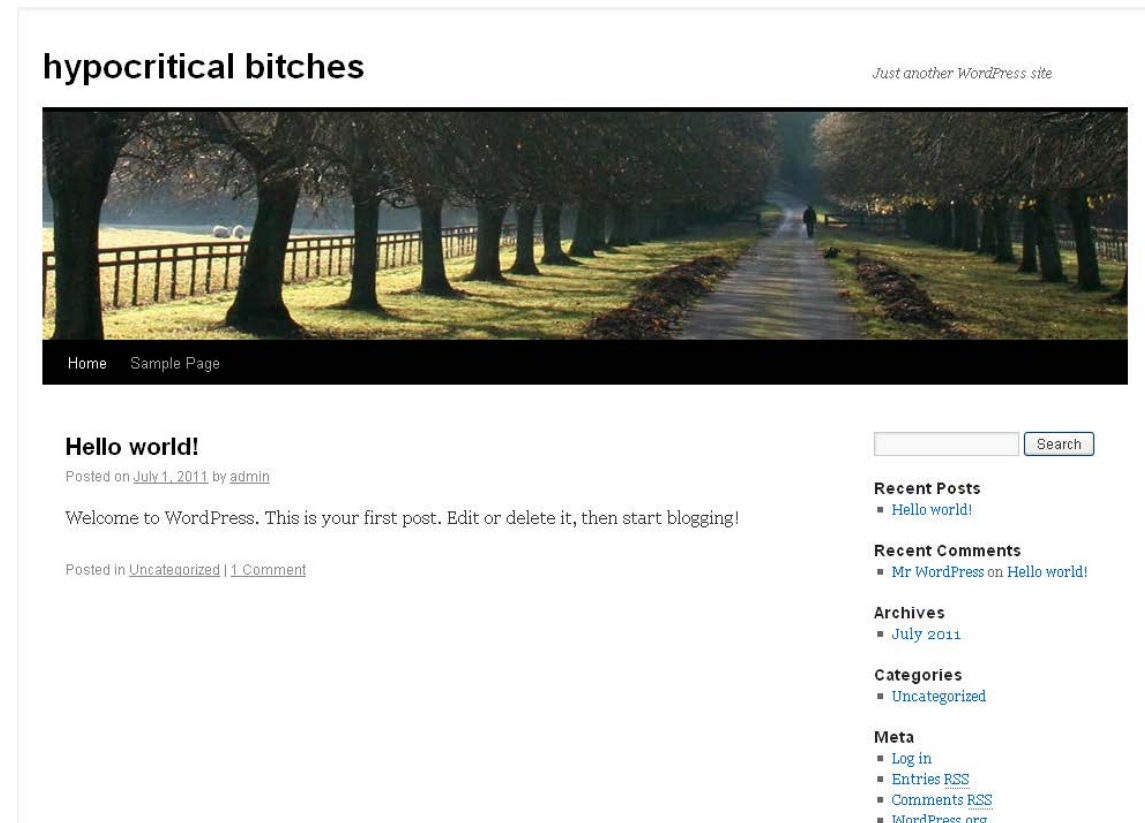 hypocritical bitches
Just another WordPress site
Home Sample Page
Hello world!
Posted on July 1, 2011 by admin
Welcome to WordPress. This is your first post. Edit or delete it, then start blogging!
Posted in Uncategorized | 1 Comment
Search
Recent Posts
Hello world!
Recent Comments
Mr WordPress on Hello world!
Archives
July 2011
Categories
Uncategorized
Meta
Log in
Entries RSS
Comments RSS
WordPress.org